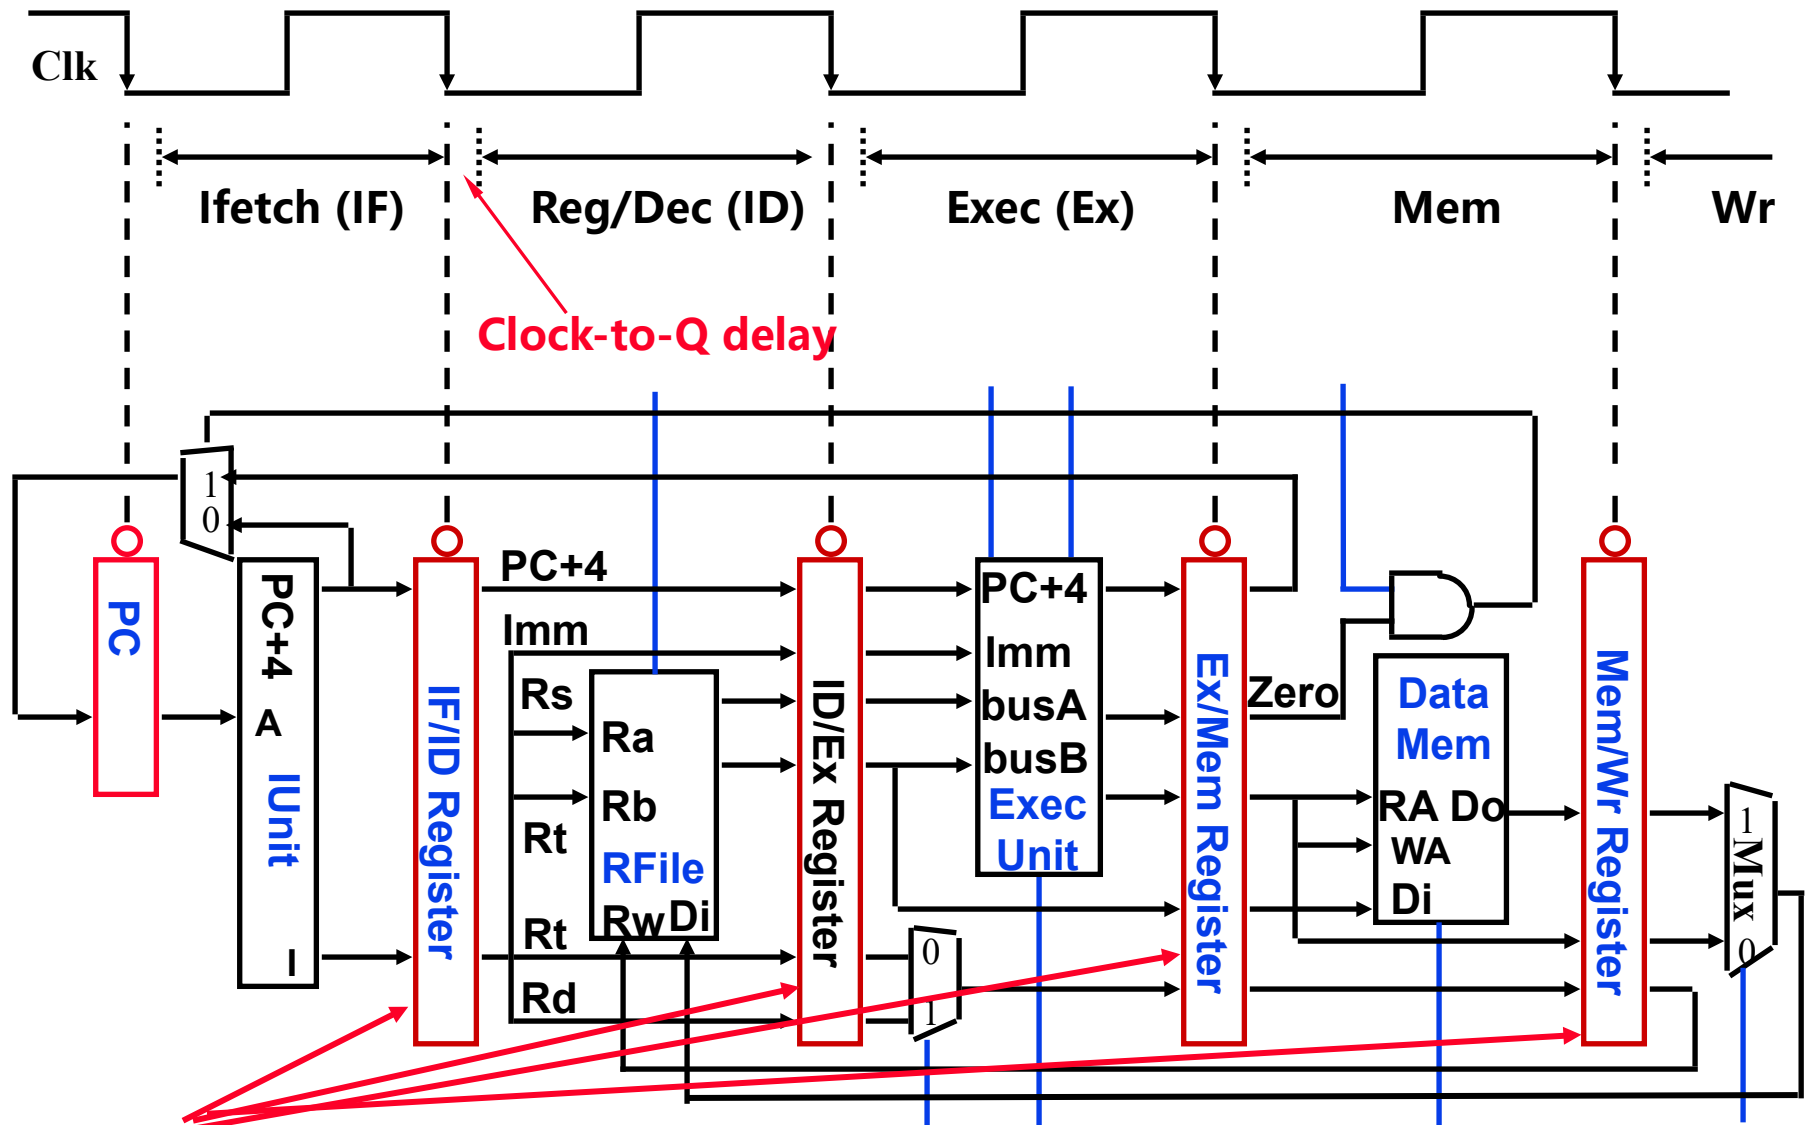 Clk
Ifetch (IF)
Reg/Dec (ID)
Exec (Ex)
Mem
Wr
Clock-to-Q delay
1
0
PC
PC+4
A
IUnit
I
IF/ID Register
PC+4
Imm
Rs
Ra
Rb
Rt
RFile
Rw Di
Rt
Rd
ID/Ex Register
PC+4
Imm
busA
busB
Exec
Unit
0
1
Ex/Mem Register
Zero
Data
Mem
RA Do
WA
Di
Mem/Wr Register
1
Mux
0